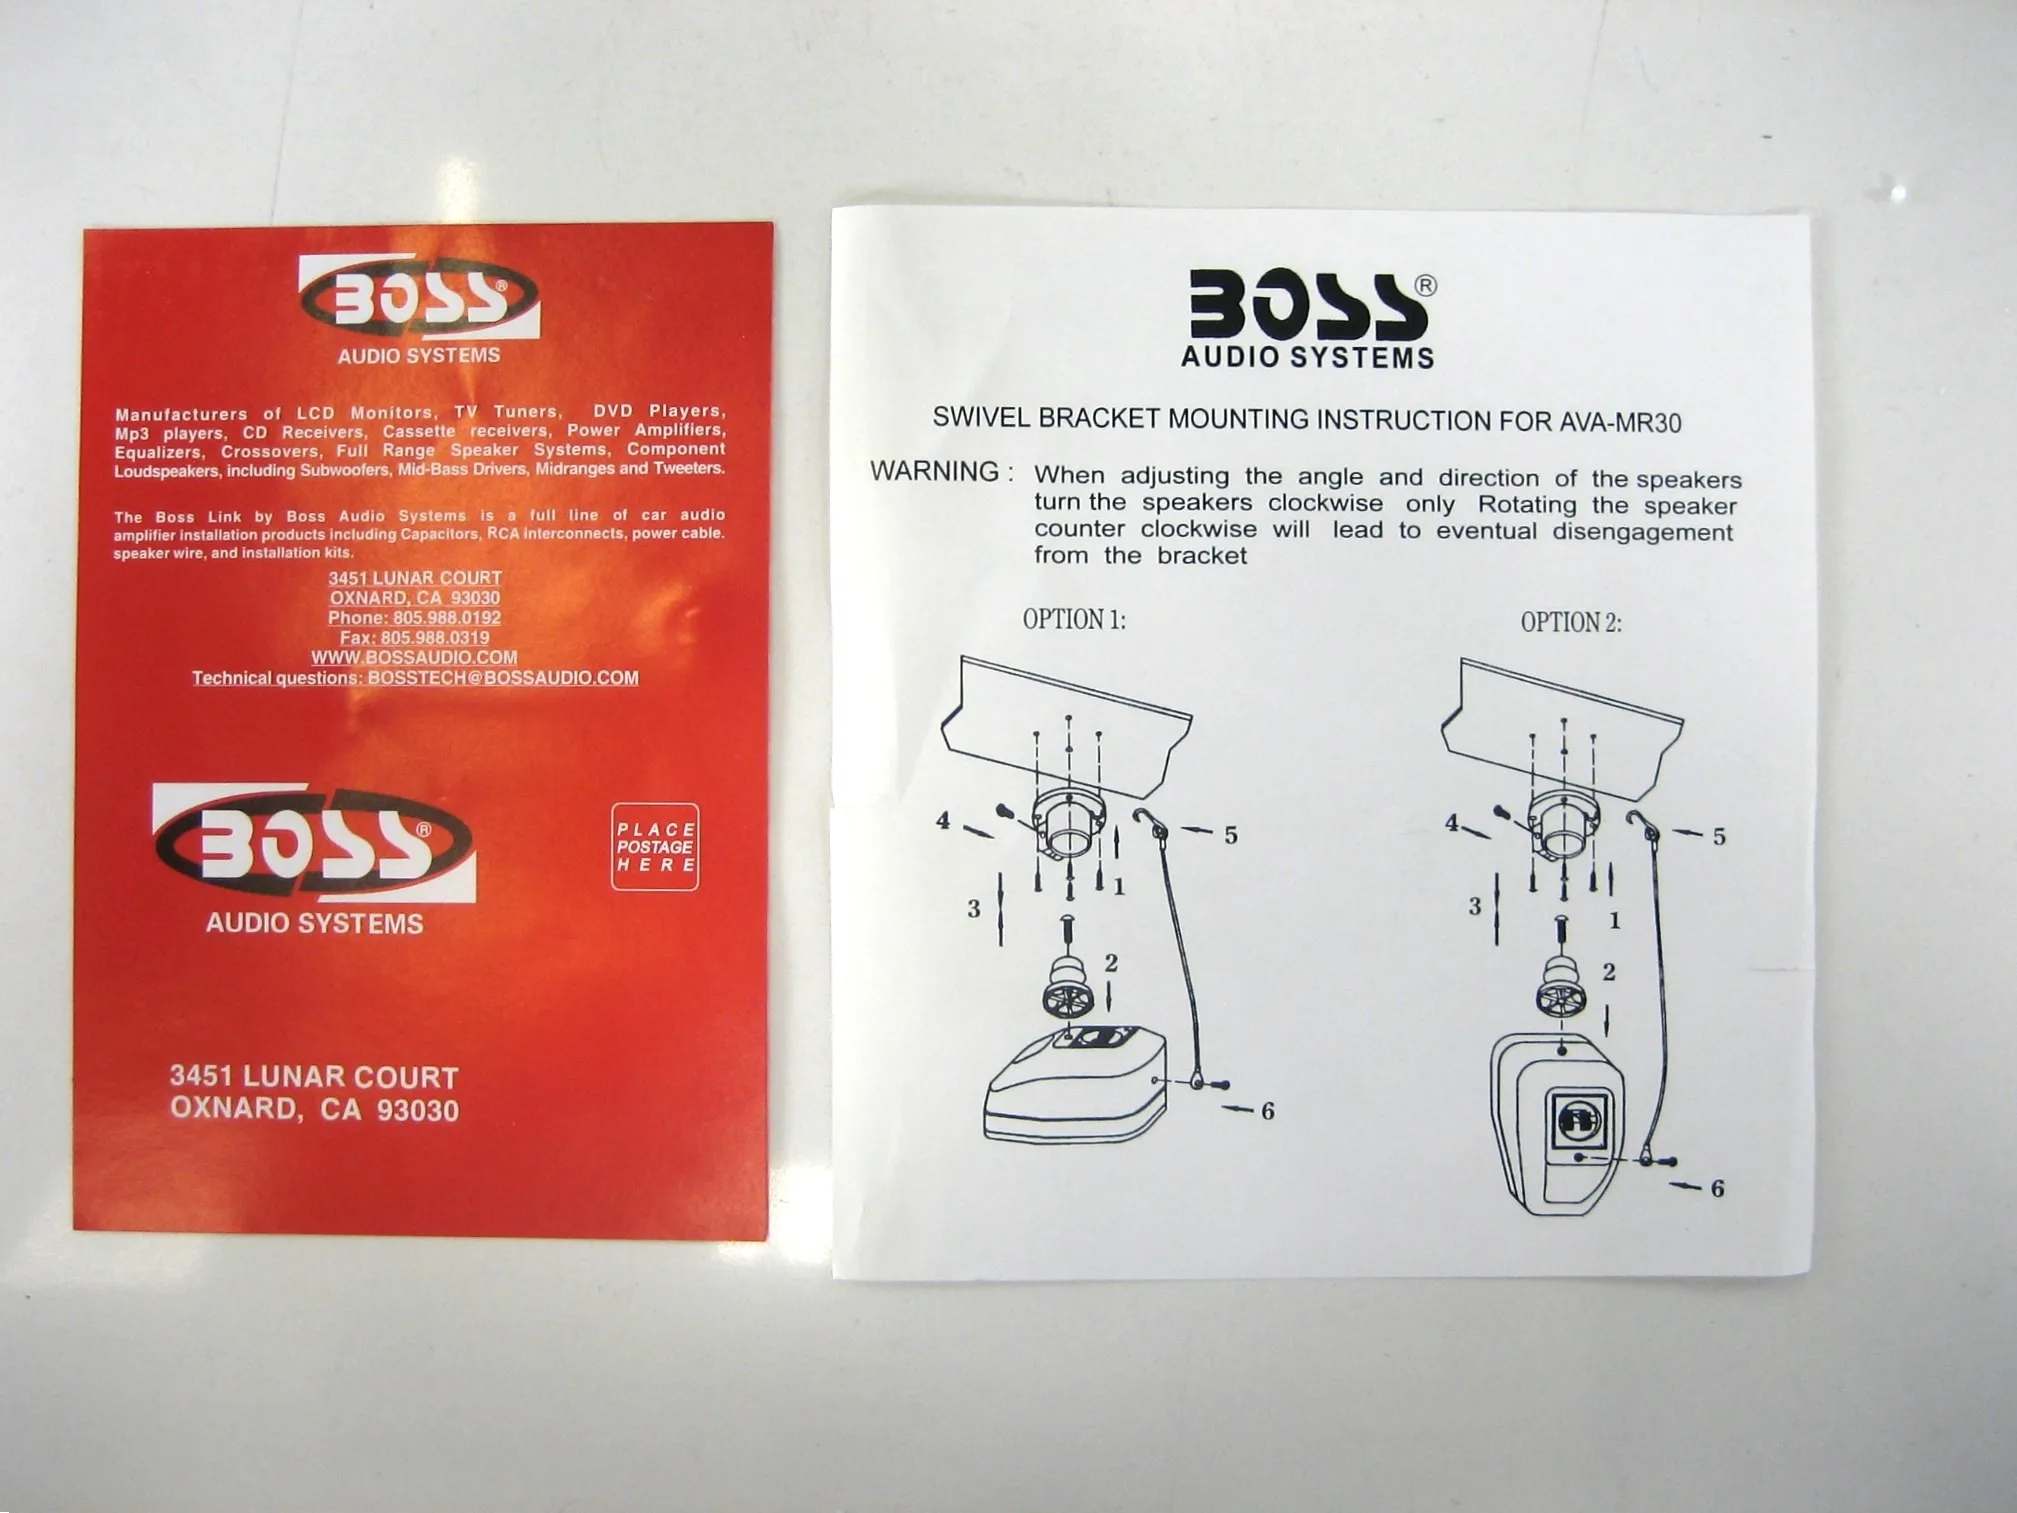 BOSS®
AUDIO SYSTEMS
Manufacturers of LCD Monitors, TV Tuners, DVD Players,
Mp3 players, CD Receivers, Cassette receivers, Power Amplifiers,
Equalizers, Crossovers, Full Range Speaker Systems, Component
Loudspeakers, including Subwoofers, Mid-Bass Drivers, Midranges and Tweeters.
The Boss Link by Boss Audio Systems is a full line of car audio
amplifier installation products including Capacitors, RCA Interconnects, power cable.
speaker wire, and installation kits.
3451 LUNAR COURT
OXNARD, CA 93030
Phone: 805.988.0192
Fax: 805.988.0319
WWW.BOSSAUDIO.COM
Technical questions: BOSSTECH@BOSSAUDIO.COM
BOSS®
AUDIO SYSTEMS
PLACE
POSTAGE
HERE
3451 LUNAR COURT
OXNARD, CA 93030
BOSS®
AUDIO SYSTEMS
SWIVEL BRACKET MOUNTING INSTRUCTION FOR AVA-MR30
WARNING : When adjusting the angle and direction of the speakers
turn the speakers clockwise only Rotating the speaker
counter clockwise will lead to eventual disengagement
from the bracket
OPTION 1:
4
5
3
1
2
6
OPTION 2:
4
5
3
1
2
6